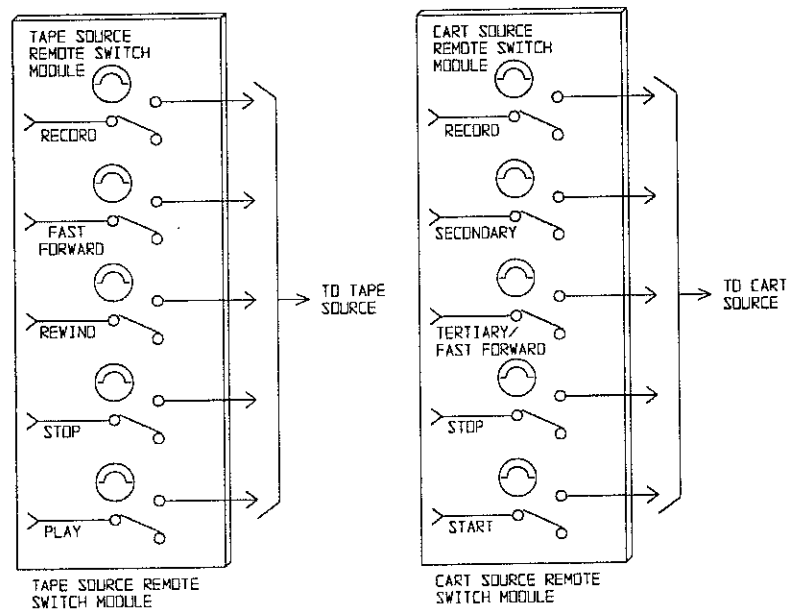 TAPE SOURCE
REMOTE SWITCH
MODULE
RECORD
FAST
FORWARD
REWIND
STOP
PLAY
TO TAPE
SOURCE
TAPE SOURCE REMOTE
SWITCH MODULE
CART SOURCE
REMOTE SWITCH
MODULE
RECORD
SECONDARY
TERTIARY/
FAST FORWARD
STOP
START
TO CART
SOURCE
CART SOURCE REMOTE
SWITCH MODULE